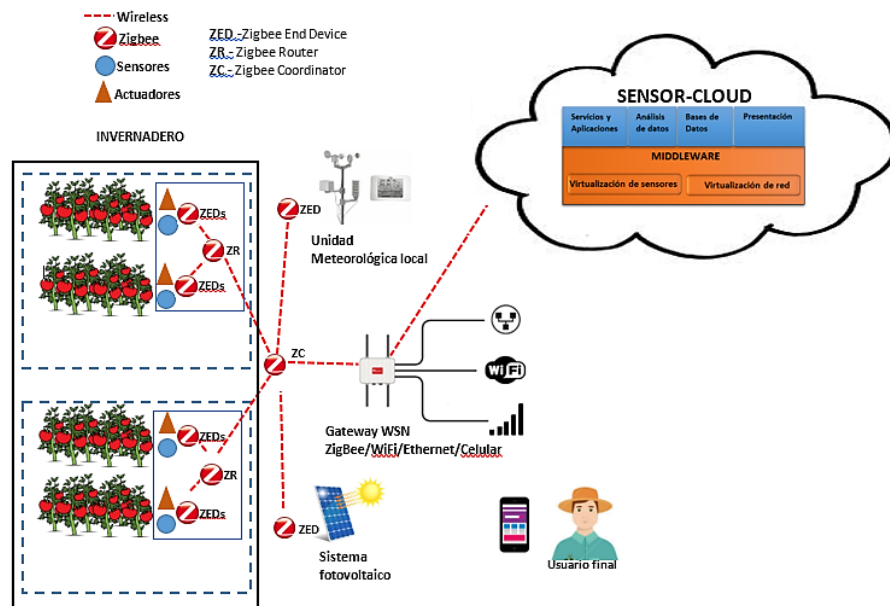 Wireless
Zigbee
Sensores
Actuadores
ZED -Zigbee End Device
ZR - Zigbee Router
ZC - Zigbee Coordinator
INVERNADERO
ZEDs
ZR
ZEDs
ZED
Unidad
Meteorológica local
ZC
ZEDs
ZR
ZEDs
ZED
Sistema
fotovoltaico
Gateway WSN
ZigBee/WiFi/Ethernet/Celular
WiFi
SENSOR-CLOUD
Servicios y
Aplicaciones
Análisis
de datos
Bases de
Datos
Presentación
MIDDLEWARE
Virtualización de sensores
Virtualización de red
Usuario final